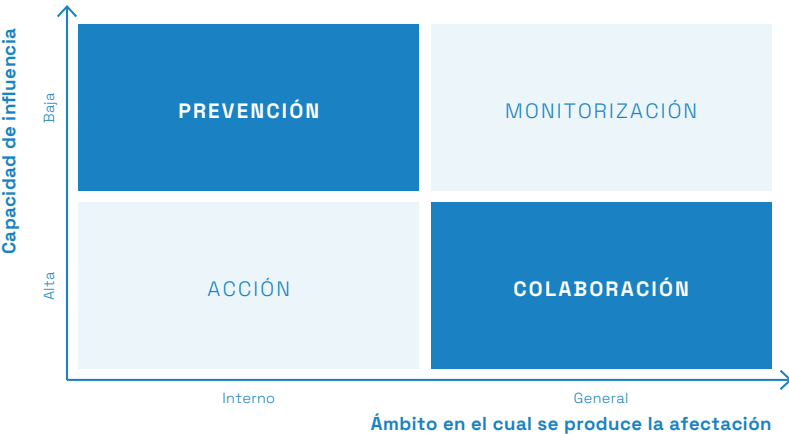 Capacidad de influencia
Baja
PREVENCIÓN
MONITORIZACIÓN
Alta
ACCIÓN
COLABORACIÓN
Interno
General
Ámbito en el cual se produce la afectación